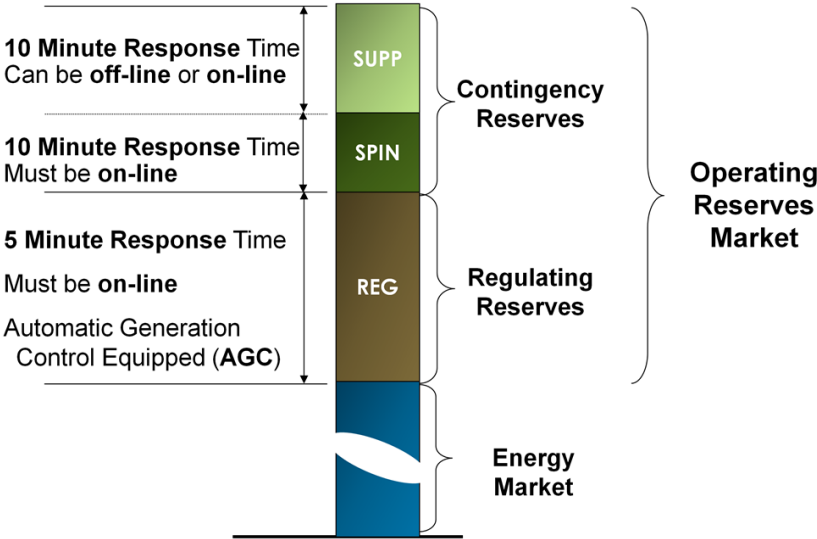 10 Minute Response Time
Can be off-line or on-line
SUPP
Contingency
Reserves
10 Minute Response Time
Must be on-line
SPIN
Operating
Reserves
Market
5 Minute Response Time
Must be on-line
Automatic Generation
Control Equipped (AGC)
REG
Regulating
Reserves
Energy
Market